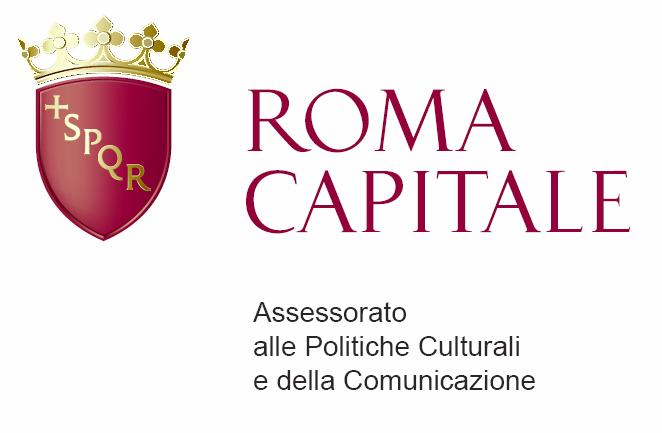 SPQR
ROMA
CAPITALE
Assessorato
alle Politiche Culturali
e della Comunicazione